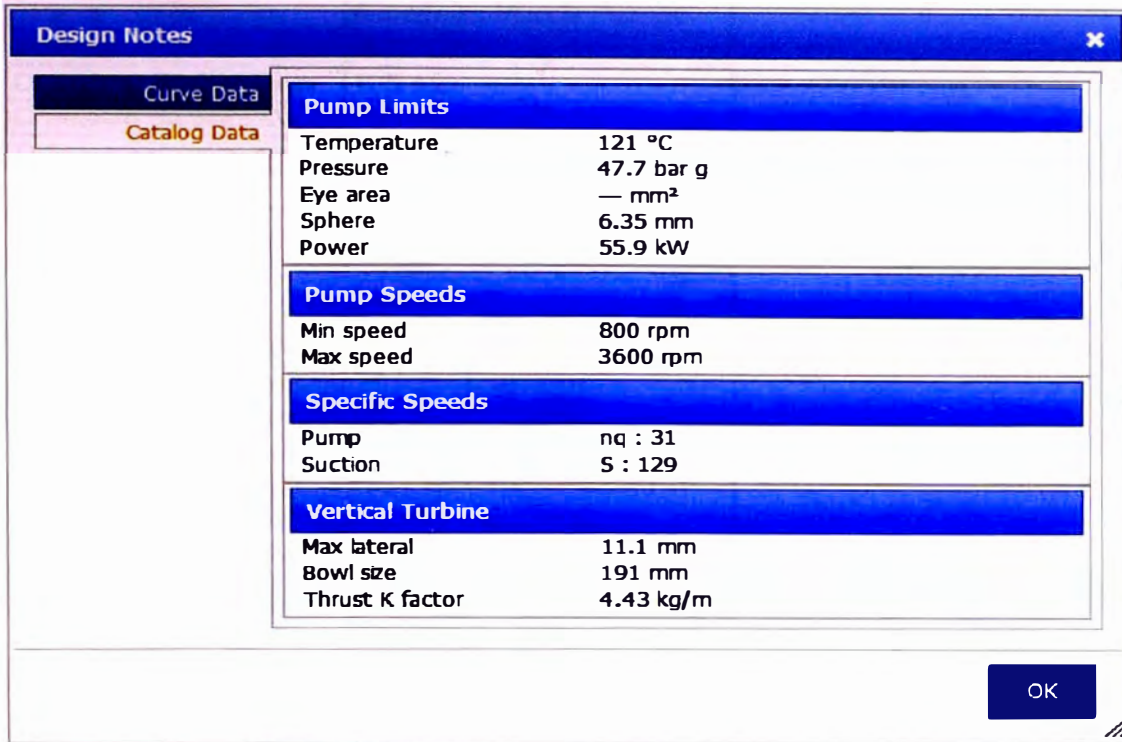 Design Notes
Curve Data
Catalog Data
Pump Limits
Temperature 121 °C
Pressure 47.7 bar g
Eye area — mm²
Sphere 6.35 mm
Power 55.9 kW
Pump Speeds
Min speed 800 rpm
Max speed 3600 rpm
Specific Speeds
Pump nq : 31
Suction S : 129
Vertical Turbine
Max lateral 11.1 mm
Bowl size 191 mm
Thrust K factor 4.43 kg/m
OK